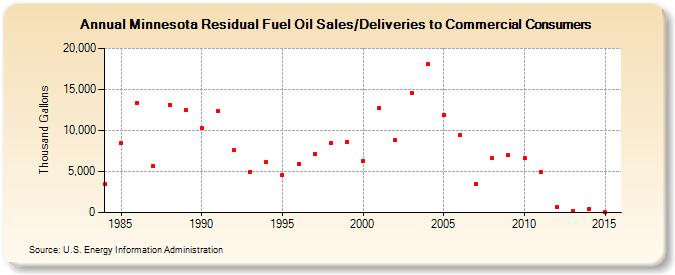 Annual Minnesota Residual Fuel Oil Sales/Deliveries to Commercial Consumers
Thousand Gallons
20,000
15,000
10,000
5,000
0
1985 1990 1995 2000 2005 2010 2015
Source: U.S. Energy Information Administration